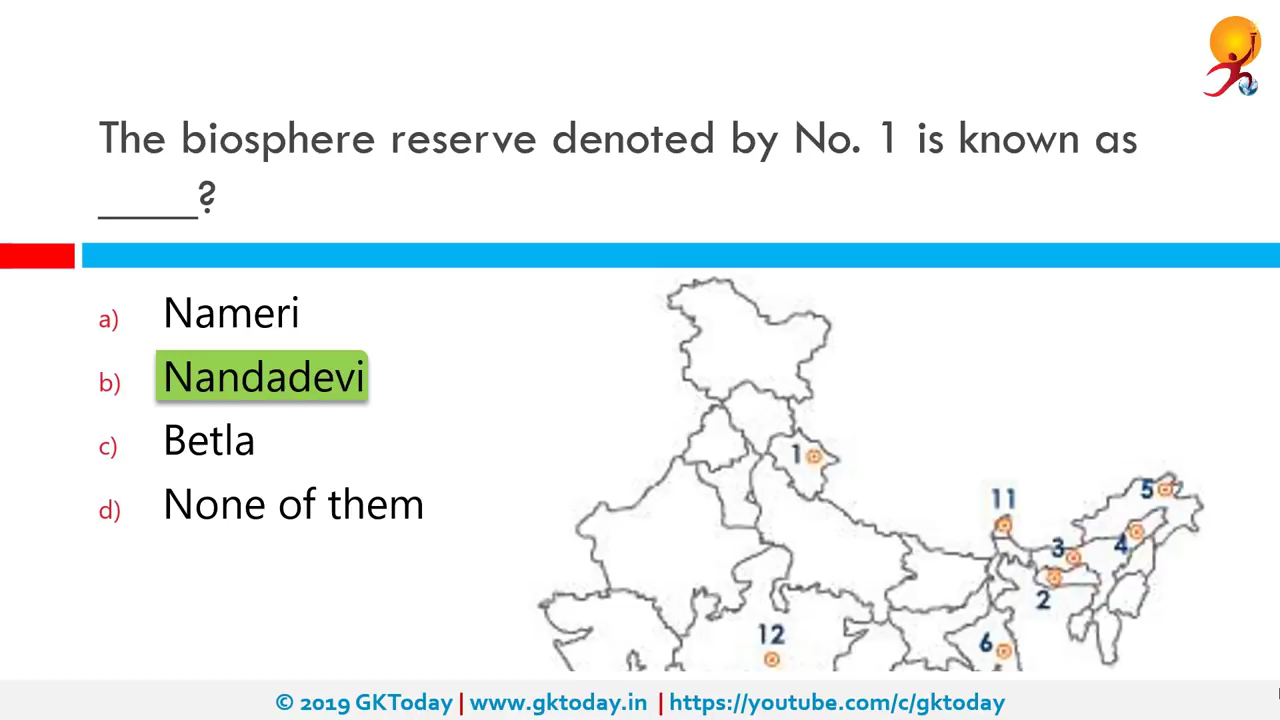 The biosphere reserve denoted by No. 1 is known as
____?
a) Nameri
b) Nandadevi
c) Betla
d) None of them
1
11
5
3
4
2
12
6
© 2019 GKToday | www.gktoday.in | https://youtube.com/c/gktoday